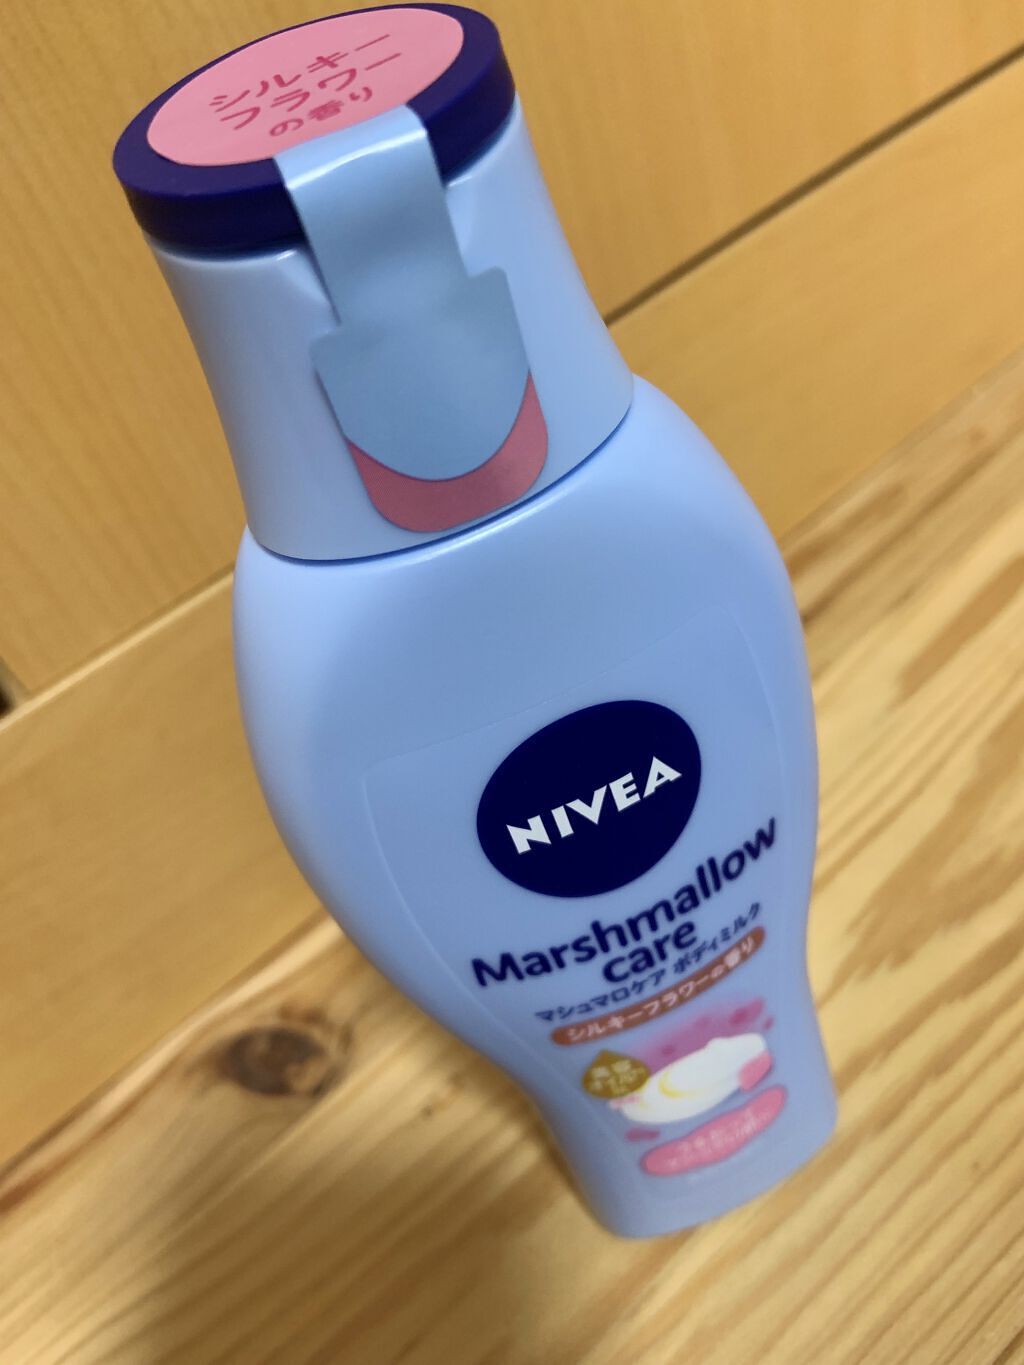 シルキー
フラワー
の香り
NIVEA
Marshmallow
care
マシュマロケア ボディミルク
シルキーフラワーの香り